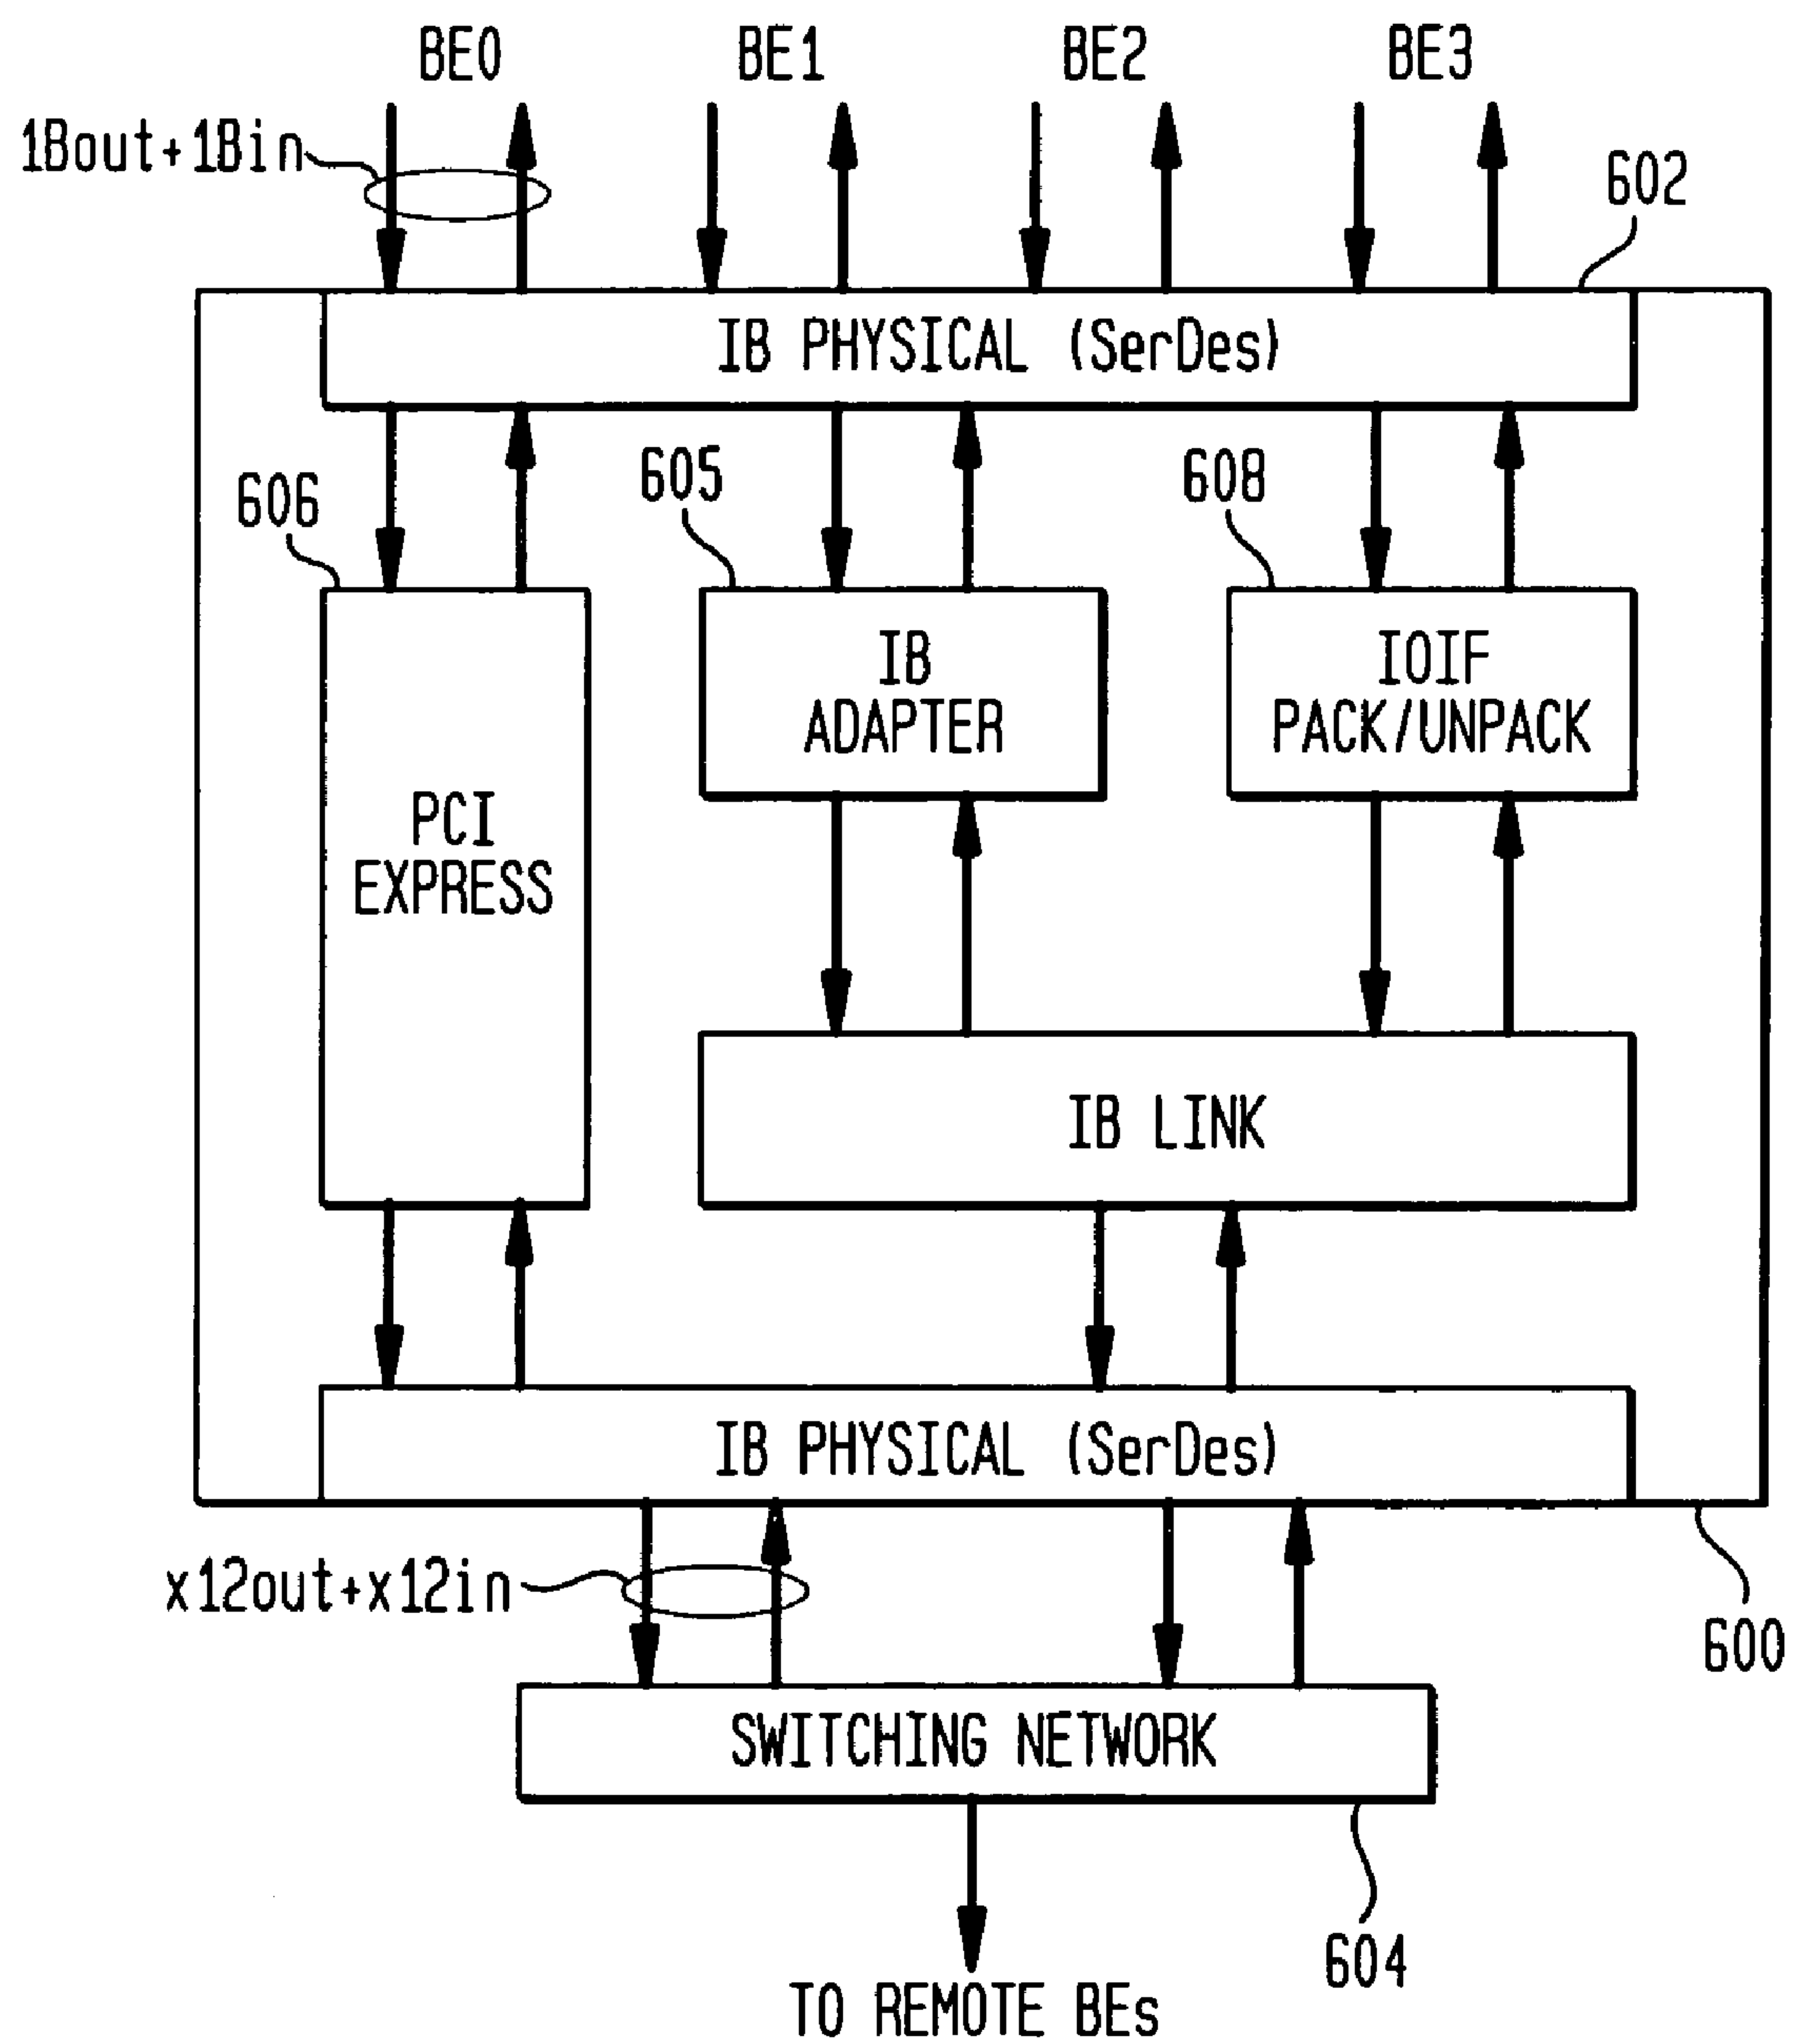 BE0 BE1 BE2 BE3
1Bout+1Bin
602
IB PHYSICAL (SerDes)
606
605
608
PCI
EXPRESS
IB
ADAPTER
IOIF
PACK/UNPACK
IB LINK
IB PHYSICAL (SerDes)
x12out+x12in
600
SWITCHING NETWORK
604
TO REMOTE BEs